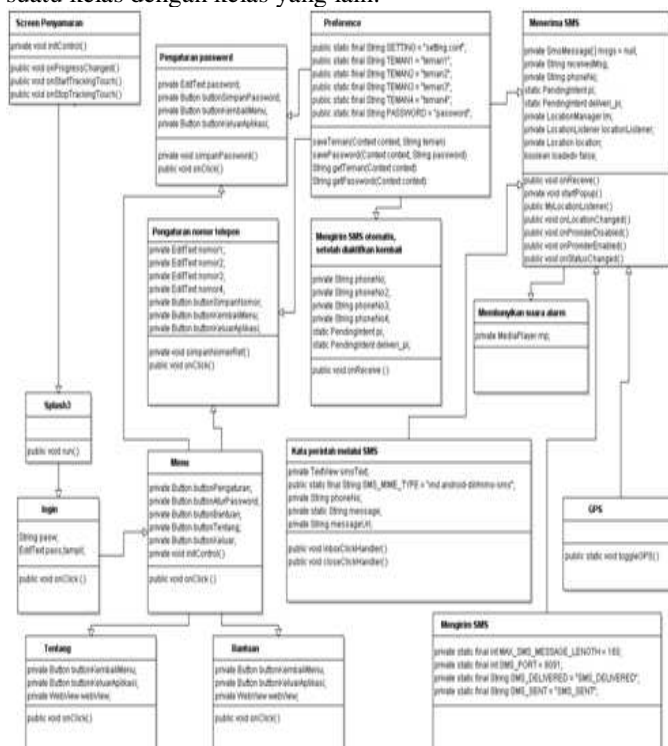 suatu kelas dengan kelas yang lain.
Screen Penyamaran
private void initControl()
public void onProgressChanged()
public void onStartTrackingTouch()
public void onStopTrackingTouch()
Pengaturan password
private EditText password,
private Button buttonSimpanPassword,
private Button buttonKembaliMenu,
private Button buttonKeluarAplikasi,
private void simpanPassword()
public void onClick()
Preference
public static final String SETTING = "setting.conf"
public static final String TEMAN1 = "teman1"
public static final String TEMAN2 = "teman2";
public static final String TEMAN3 = "teman3";
public static final String TEMAN4 = "teman4";
public static final String PASSWORD = "password";
saveTeman(Context context, String teman)
savePassword(Context context, String password)
String getTeman(Context context)
String getPassword(Context context)
Menerima SMS
private SmsMessage[] msgs = null,
private String receivedMsg,
private String phoneNo;
static PendingIntent pi,
static PendingIntent deliveri_pi,
private LocationManager lm;
private LocationListener locationListener;
private Location location;
boolean loaded= false,
public void onReceive()
private void startPopup()
public MyLocationListener()
public void onLocationChanged()
public void onProviderDisabled()
public void onProviderEnabled()
public void onStatusChanged()
Pengaturan nomor telepon
private EditText nomor1;
private EditText nomor2;
private EditText nomor3;
private EditText nomor4,
private Button buttonSimpanNomor,
private Button buttonKembaliMenu,
private Button buttonKeluarAplikasi,
private void
public void onClick()
Mengirim SMS otomatis,
setelah diaktifkan kembali
private String phoneNo;
private String phoneNo2;
private String phoneNo3;
private String phoneNo4;
static PendingIntent pi,
static PendingIntent deliveri_pi,
public void onReceive ()
Membunyikan suara alarm
private MediaPlayer mp;
Splash3
public void run()
Menu
private Button buttonPengaturan;
private Button buttonAturPassword,
private Button buttonBantuan;
private Button buttonTentang;
private Button buttonKeluar,
private void initControl()
public void onClick ()
Kata perintah melalui SMS
private TextView smsText;
public static final String SMS_MIME_TYPE =
private String phoneNo;
private static String message,
private String messageUrl;
public void inboxClickHandler()
public void closeClickHandler()
GPS
public static void toggleGPS()
login
String pasw;
EditText pass,tampil;
public void onClick ()
Tentang
private Button buttonKembaliMenu;
private Button buttonKeluarAplikasi;
private WebView webView;
public void onClick()
Bantuan
private Button buttonKembaliMenu;
private Button buttonKeluarAplikasi;
private WebView webView;
public void onClick()
Mengirim SMS
private static final int MAX_SMS_MESSAGE_LENGTH = 160;
private static final int SMS_PORT = 8091;
private static final String SMS_DELIVERED = "SMS_DELIVERED";
private static final String SMS_SENT = "SMS_SENT";